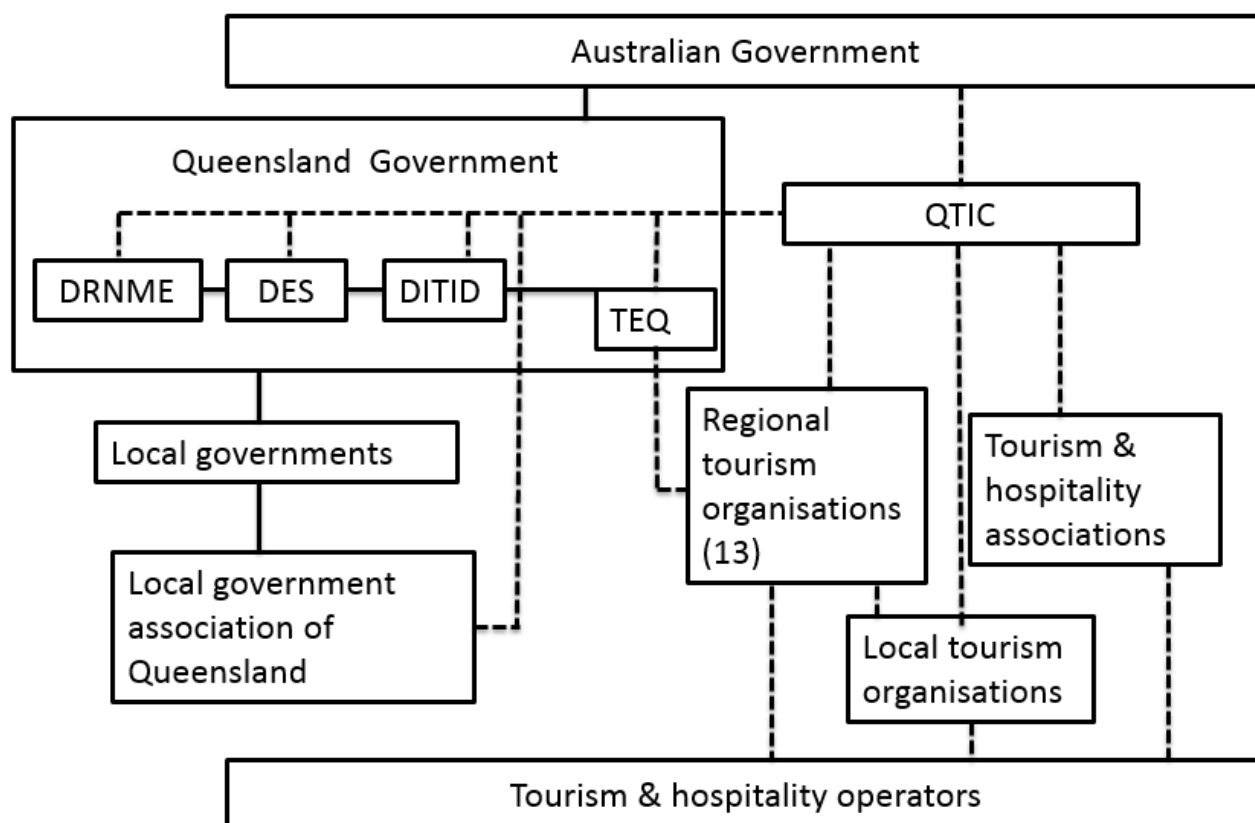 Australian Government
Queensland Government
QTIC
DRNME
DES
DITID
TEQ
Regional
tourism
organisations
(13)
Tourism &
hospitality
associations
Local governments
Local government
association of
Queensland
Local tourism
organisations
Tourism & hospitality operators